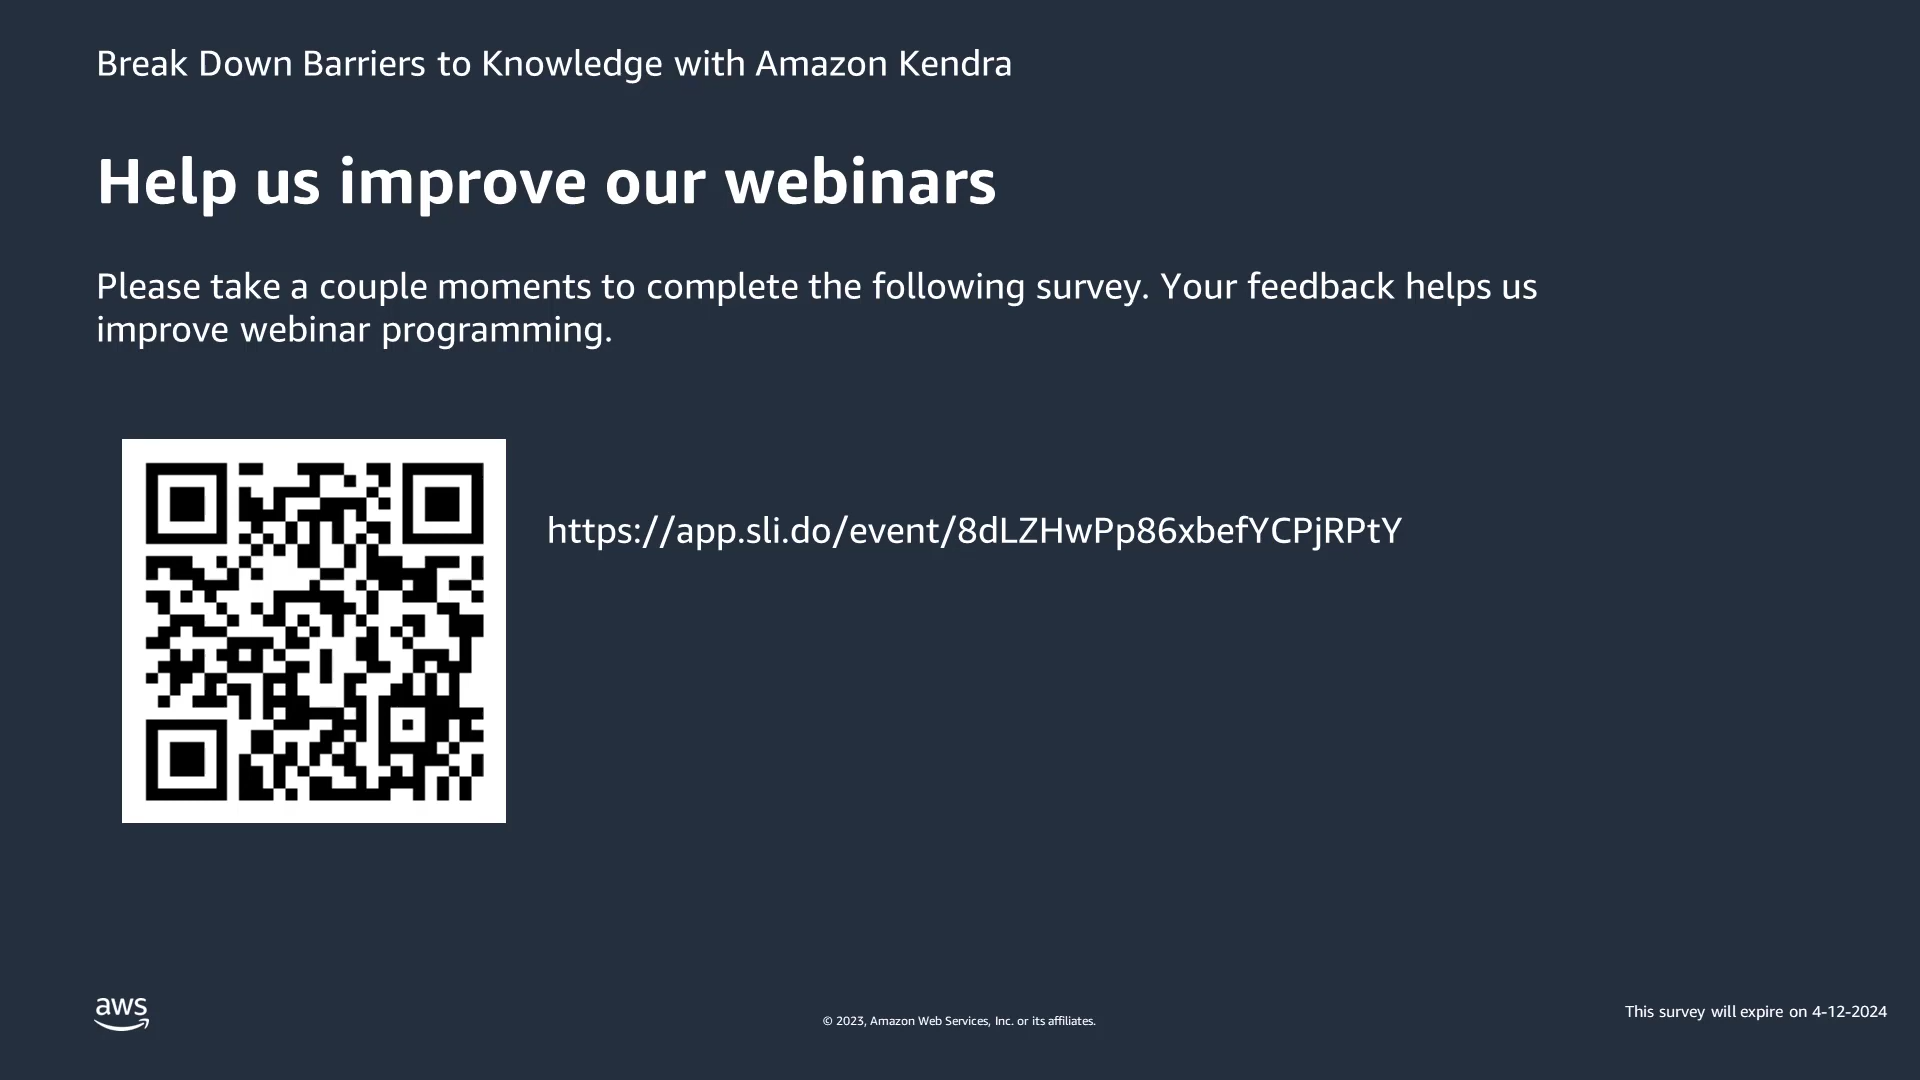 Break Down Barriers to Knowledge with Amazon Kendra
Help us improve our webinars
Please take a couple moments to complete the following survey. Your feedback helps us
improve webinar programming.
https://app.sli.do/event/8dLZHwPp86xbefYCPjRPtY
aws
© 2023, Amazon Web Services, Inc. or its affiliates.
This survey will expire on 4-12-2024